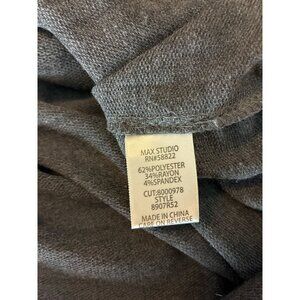 MAX STUDIO
RN#58822
62%POLYESTER
34%RAYON
4%SPANDEX
CUT:8000978
STYLE
8907R52
MADE IN CHINA
CARE ON REVERSE